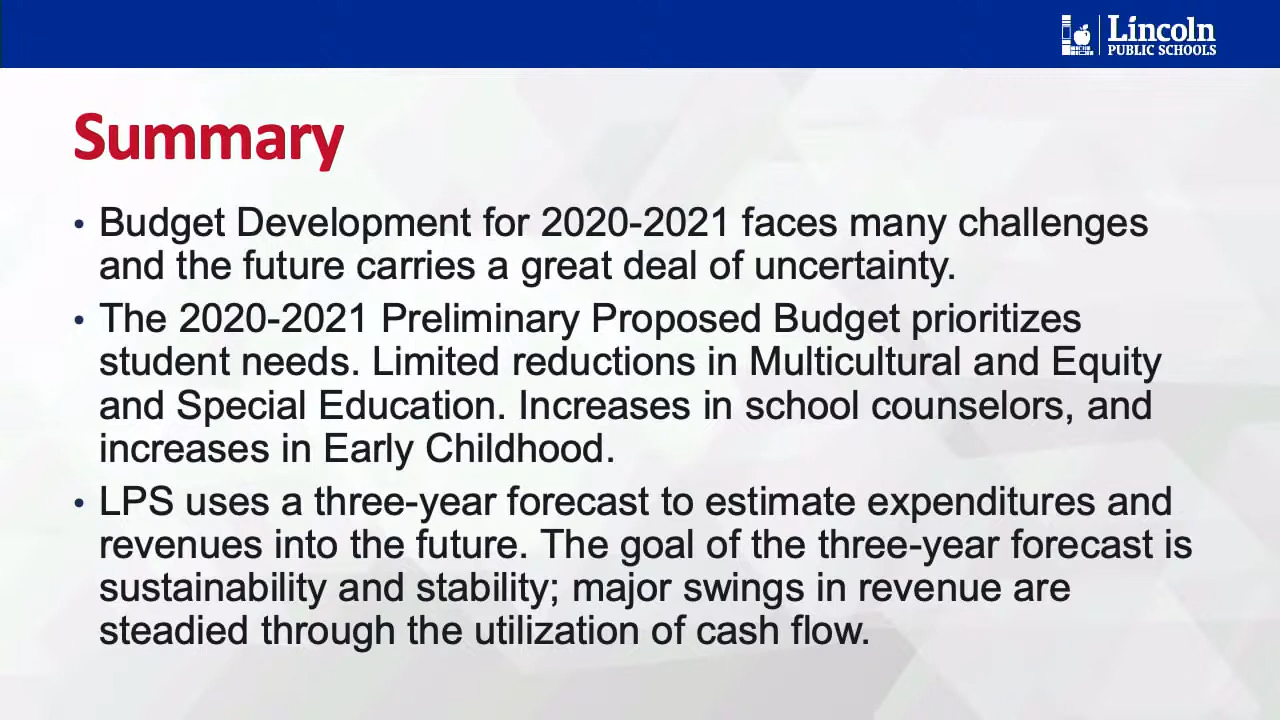 Lincoln
PUBLIC SCHOOLS
Summary
• Budget Development for 2020-2021 faces many challenges
and the future carries a great deal of uncertainty.
• The 2020-2021 Preliminary Proposed Budget prioritizes
student needs. Limited reductions in Multicultural and Equity
and Special Education. Increases in school counselors, and
increases in Early Childhood.
• LPS uses a three-year forecast to estimate expenditures and
revenues into the future. The goal of the three-year forecast is
sustainability and stability; major swings in revenue are
steadied through the utilization of cash flow.